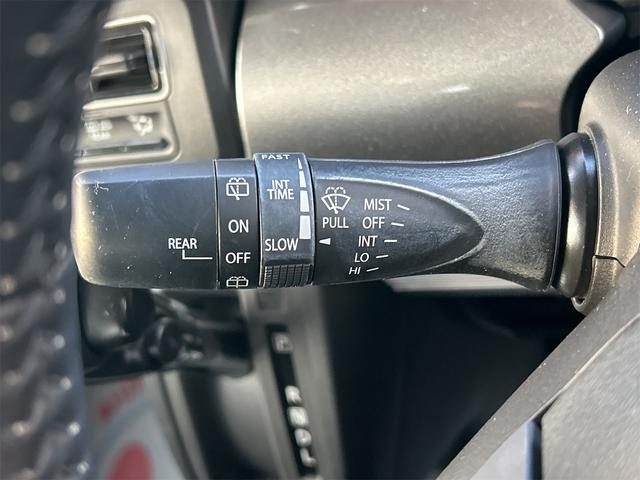 FAST
INT
TIME
SLOW
ON
OFF
REAR
PULL
MIST
OFF
INT
LO
HI
R
N
D
L